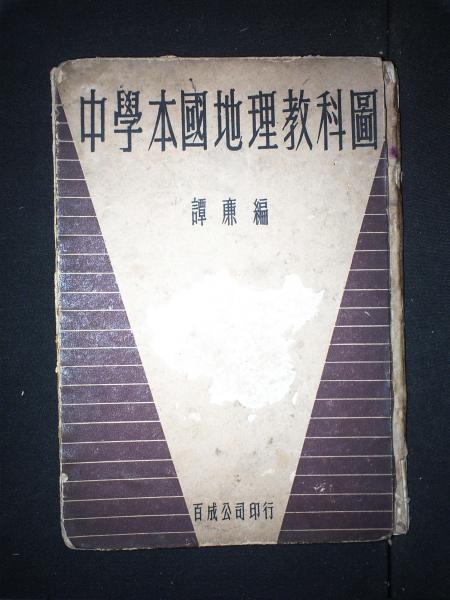 中學本國地理教科圖
譚廉編
百成公司印行